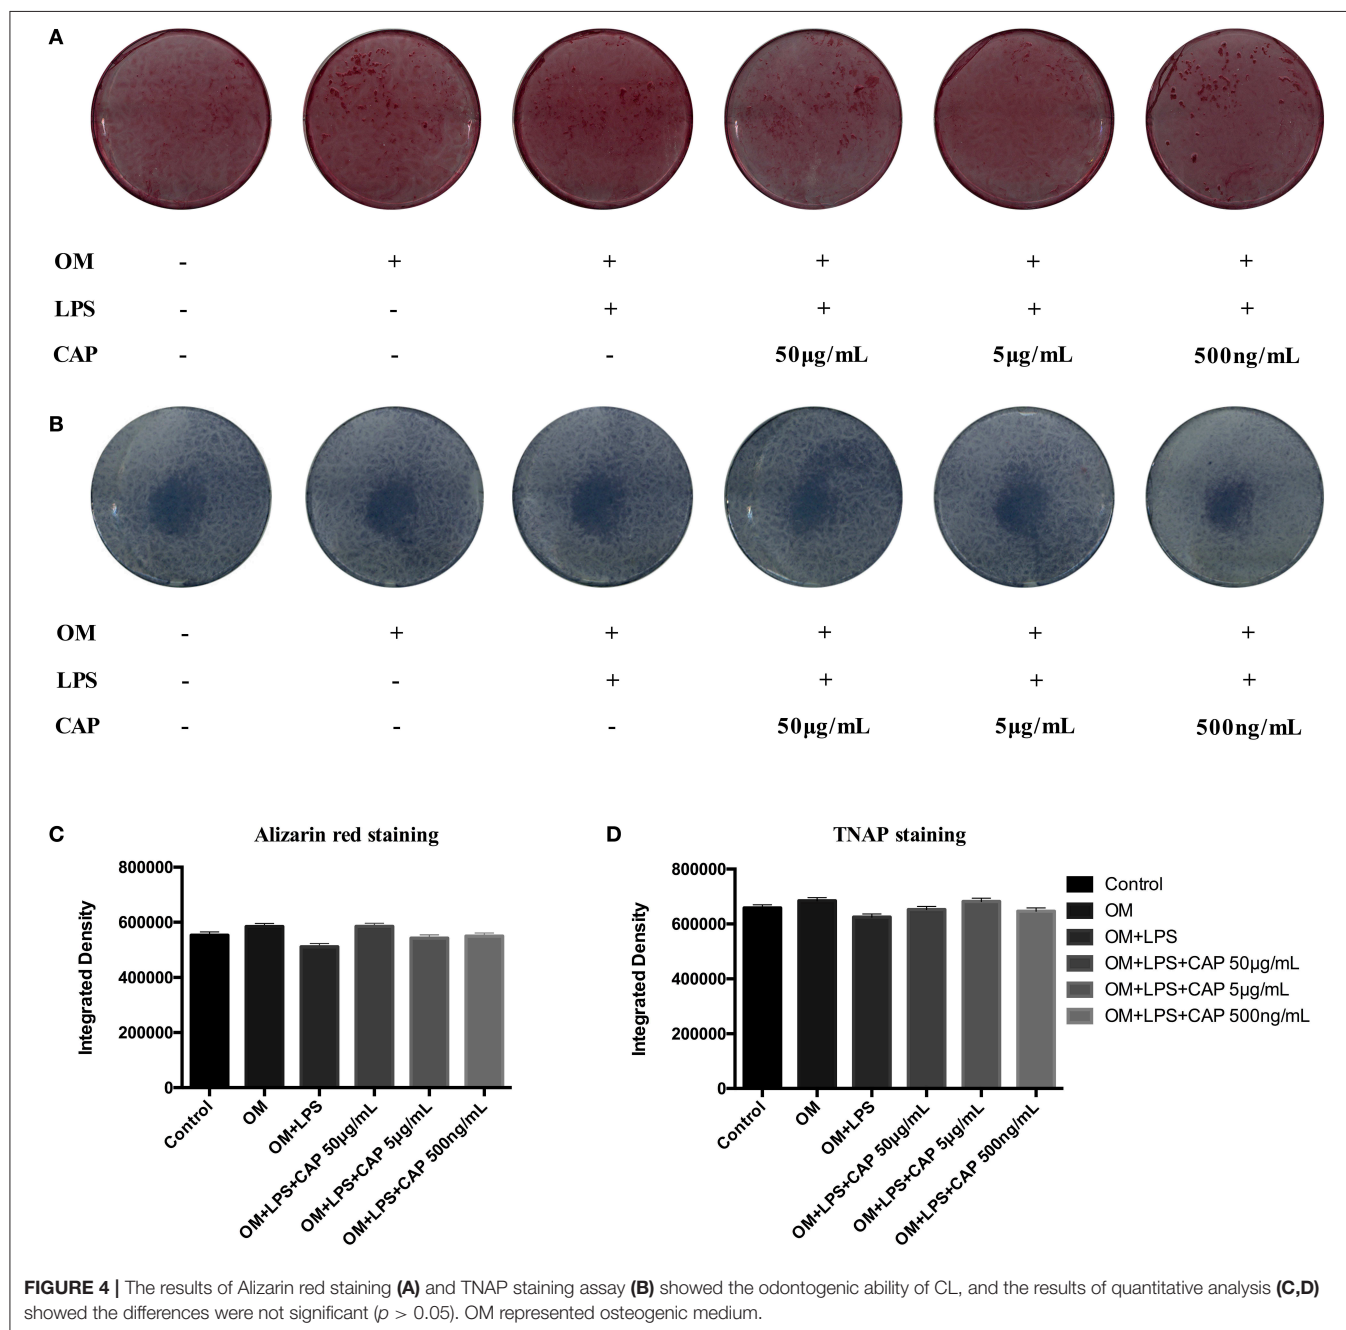 A
OM - + + + + +
LPS - - + + + +
CAP - - - 50μg/mL 5μg/mL 500ng/mL
B
OM - + + + + +
LPS - - + + + +
CAP - - - 50μg/mL 5μg/mL 500ng/mL
C Alizarin red staining
Integrated Density
800000
600000
400000
200000
0
Control
OM
OM+LPS
OM+LPS+CAP 50μg/mL
OM+LPS+CAP 5μg/mL
OM+LPS+CAP 500ng/mL
D TNAP staining
Integrated Density
800000
600000
400000
200000
0
Control
OM
OM+LPS
OM+LPS+CAP 50μg/mL
OM+LPS+CAP 5μg/mL
OM+LPS+CAP 500ng/mL
Control
OM
OM+LPS
OM+LPS+CAP 50μg/mL
OM+LPS+CAP 5μg/mL
OM+LPS+CAP 500ng/mL
FIGURE 4 | The results of Alizarin red staining (A) and TNAP staining assay (B) showed the odontogenic ability of CL, and the results of quantitative analysis (C,D)
showed the differences were not significant (p > 0.05). OM represented osteogenic medium.